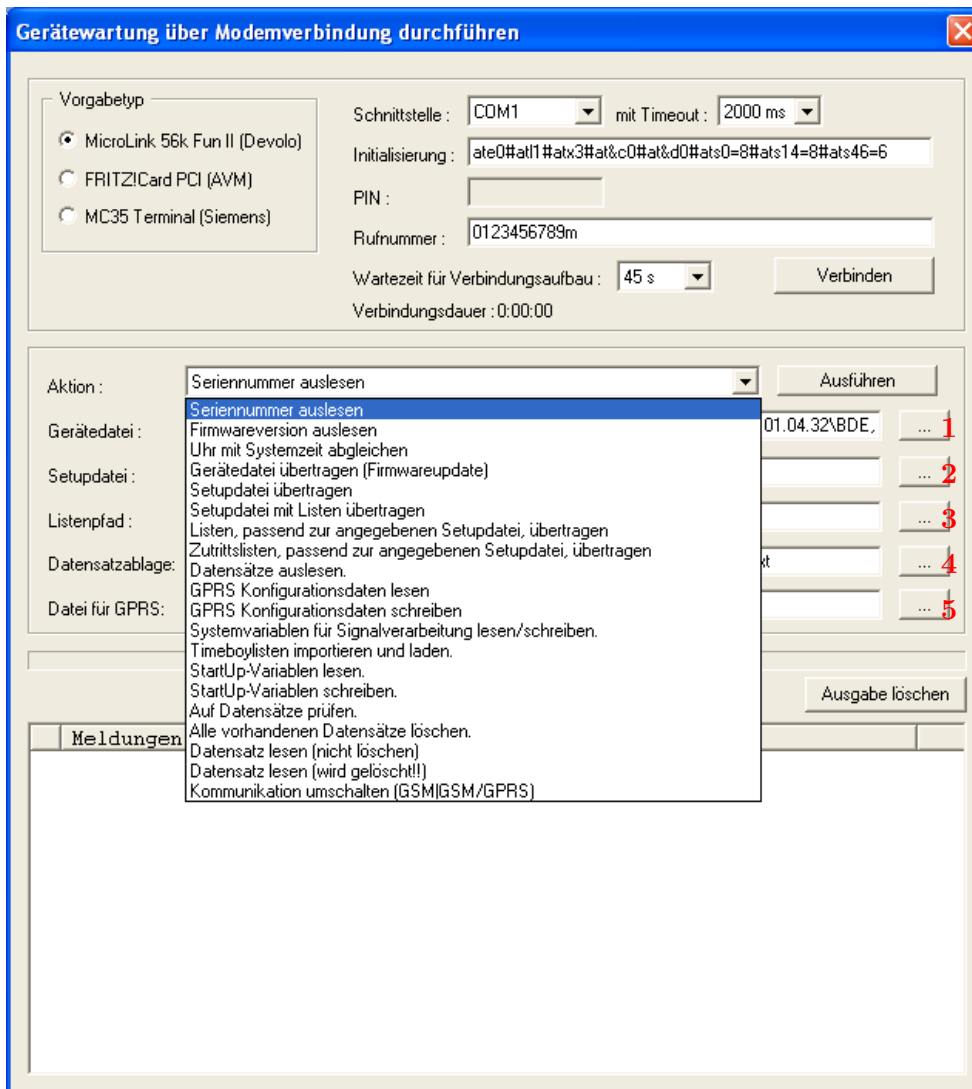 Gerätewartung über Modemverbindung durchführen
Vorgabetyp
MicroLink 56k Fun II (Devolo)
FRITZ!Card PCI (AVM)
MC35 Terminal (Siemens)
Schnittstelle : COM1 mit Timeout : 2000 ms
Initialisierung : ate0#atl1#atx3#at&c0#at&d0#ats0=8#ats14=8#ats46=6
PIN :
Rufnummer : 0123456789m
Wartezeit für Verbindungsaufbau : 45 s Verbinden
Verbindungsdauer : 0:00:00
Aktion : Seriennummer auslesen Ausführen
Gerätedatei : 01.04.32\BDE, ... 1
Setupdatei : ... 2
Listenpfad : ... 3
Datensatzablage: xt ... 4
Datei für GPRS: ... 5
Seriennummer auslesen
Firmwareversion auslesen
Uhr mit Systemzeit abgleichen
Gerätedatei übertragen (Firmwareupdate)
Setupdatei übertragen
Setupdatei mit Listen übertragen
Listen, passend zur angegebenen Setupdatei, übertragen
Zutrittslisten, passend zur angegebenen Setupdatei, übertragen
Datensätze auslesen.
GPRS Konfigurationsdaten lesen
GPRS Konfigurationsdaten schreiben
Systemvariablen für Signalverarbeitung lesen/schreiben.
Timeboylisten importieren und laden.
StartUp-Variablen lesen.
StartUp-Variablen schreiben.
Auf Datensätze prüfen.
Alle vorhandenen Datensätze löschen.
Datensatz lesen (nicht löschen)
Datensatz lesen (wird gelöscht!!)
Kommunikation umschalten (GSM|GSM/GPRS)
Ausgabe löschen
Meldungen